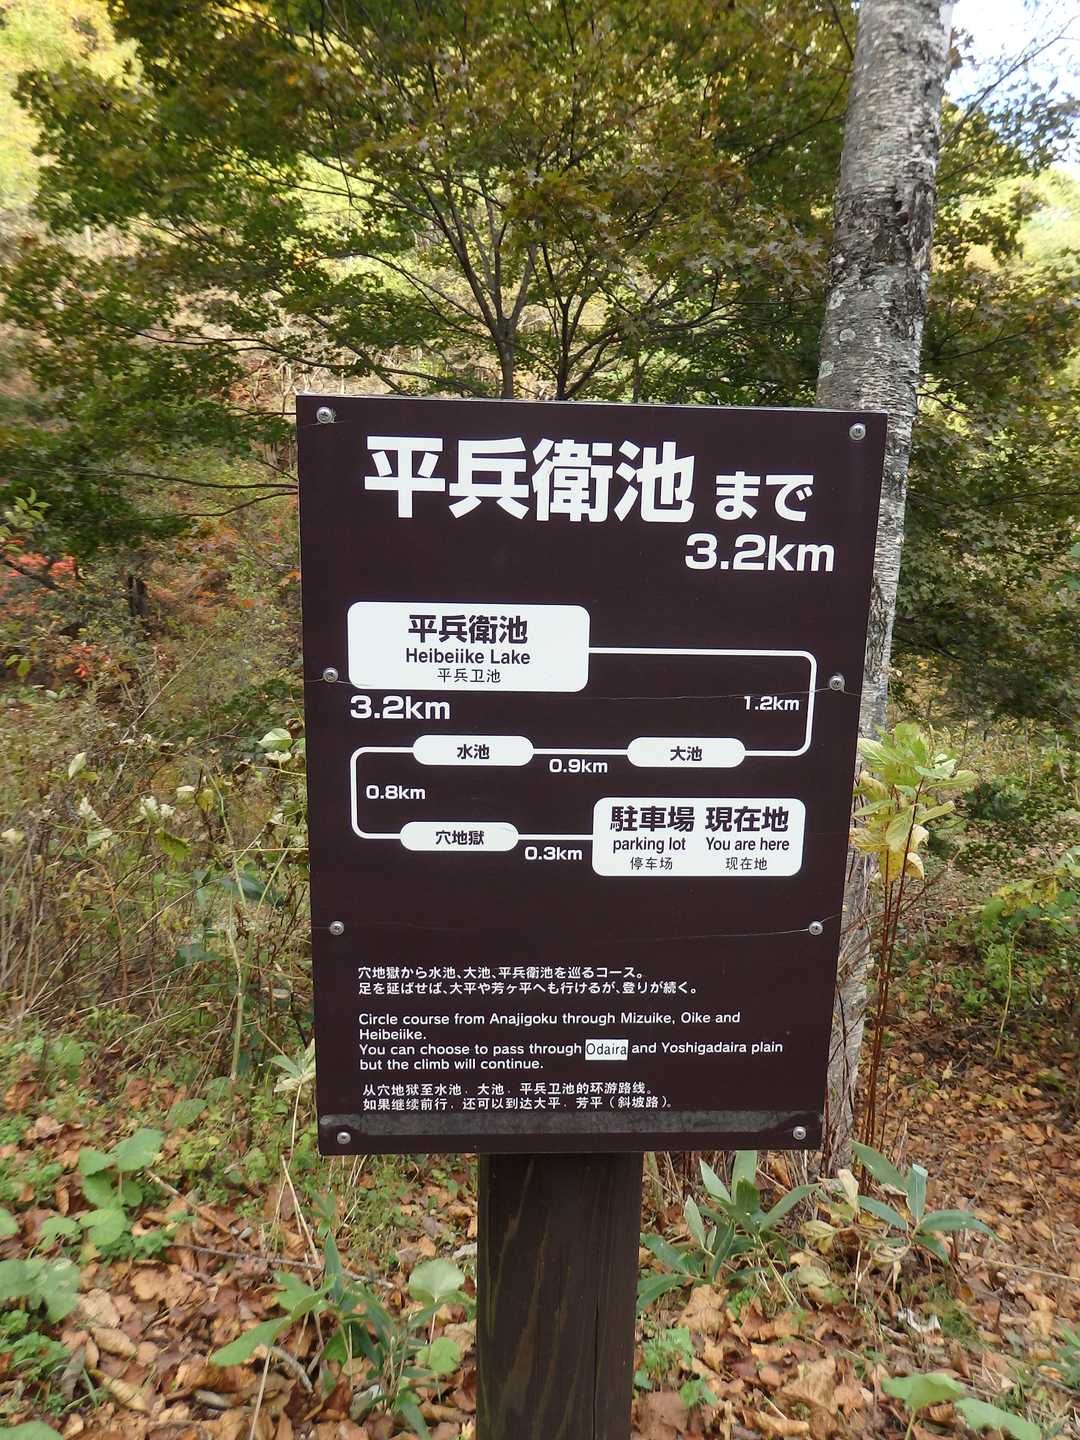 平兵衛池 まで
3.2km
平兵衛池
Heibeiike Lake
平兵卫池
3.2km
1.2km
水池
0.9km
大池
0.8km
穴地獄
0.3km
駐車場 現在地
parking lot You are here
停车场 现在地
穴地獄から水池、大池、平兵衛池を巡るコース。
足を延ばせば、大平や芳ヶ平へも行けるが、登りが続く。
Circle course from Anajigoku through Mizuike, Oike and
Heibeiike.
You can choose to pass through Odaira and Yoshigadaira plain
but the climb will continue.
从穴地狱至水池．大池．平兵卫池的环游路线。
如果继续前行．还可以到达大平．芳平（斜坡路）。